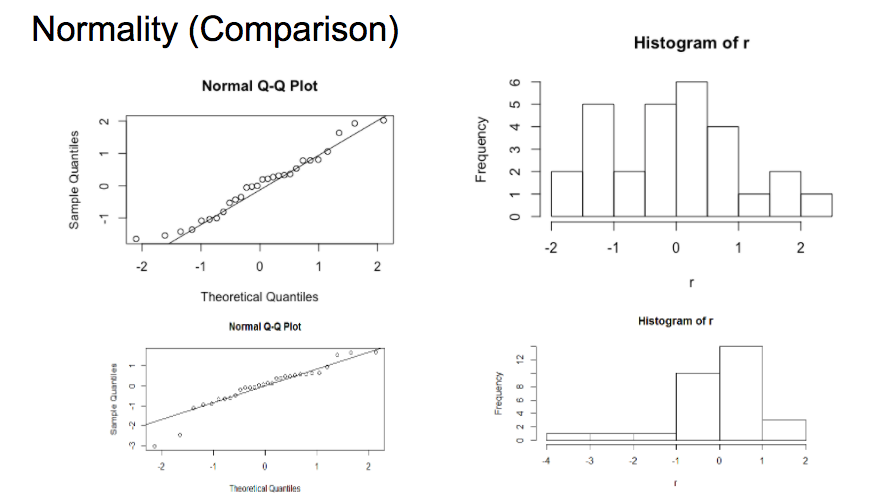 Normality (Comparison)
Normal Q-Q Plot
Sample Quantiles
2
1
0
-1
-2 -1 0 1 2
Theoretical Quantiles
Histogram of r
Frequency
6
5
4
3
2
1
0
-2 -1 0 1 2
r
Normal Q-Q Plot
Sample Quantiles
1
0
-1
-2
-3
-2 -1 0 1 2
Theoretical Quantiles
Histogram of r
Frequency
12
8
6
4
2
0
-4 -3 -2 -1 0 1 2
r